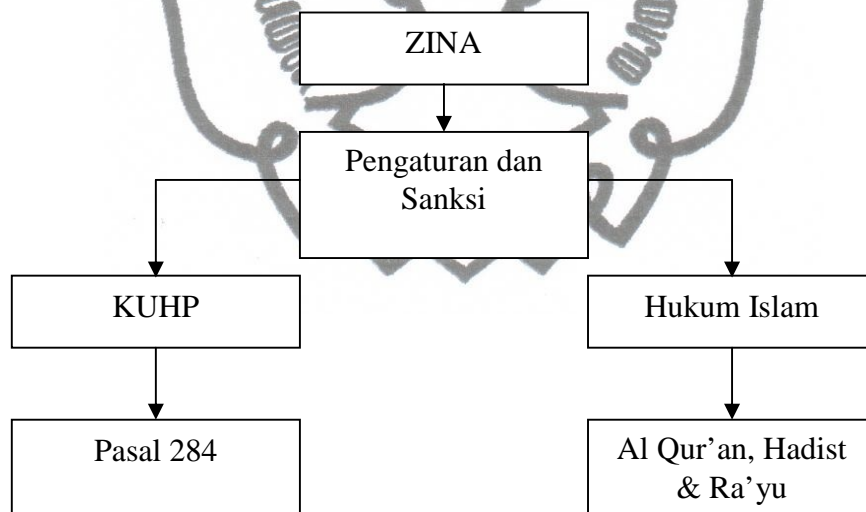 ZINA
Pengaturan dan
Sanksi
KUHP
Hukum Islam
Pasal 284
Al Qur’an, Hadist
& Ra’yu